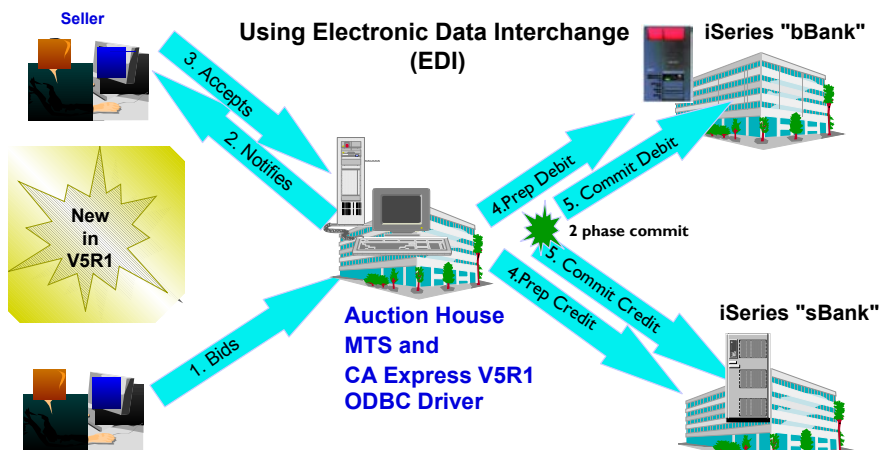 Seller
Using Electronic Data Interchange
(EDI)
iSeries "bBank"
3. Accepts
2. Notifies
4.Prep Debit
5. Commit Debit
New
in
V5R1
2 phase commit
5. Commit Credit
4.Prep Credit
1. Bids
Auction House
MTS and
CA Express V5R1
ODBC Driver
iSeries "sBank"